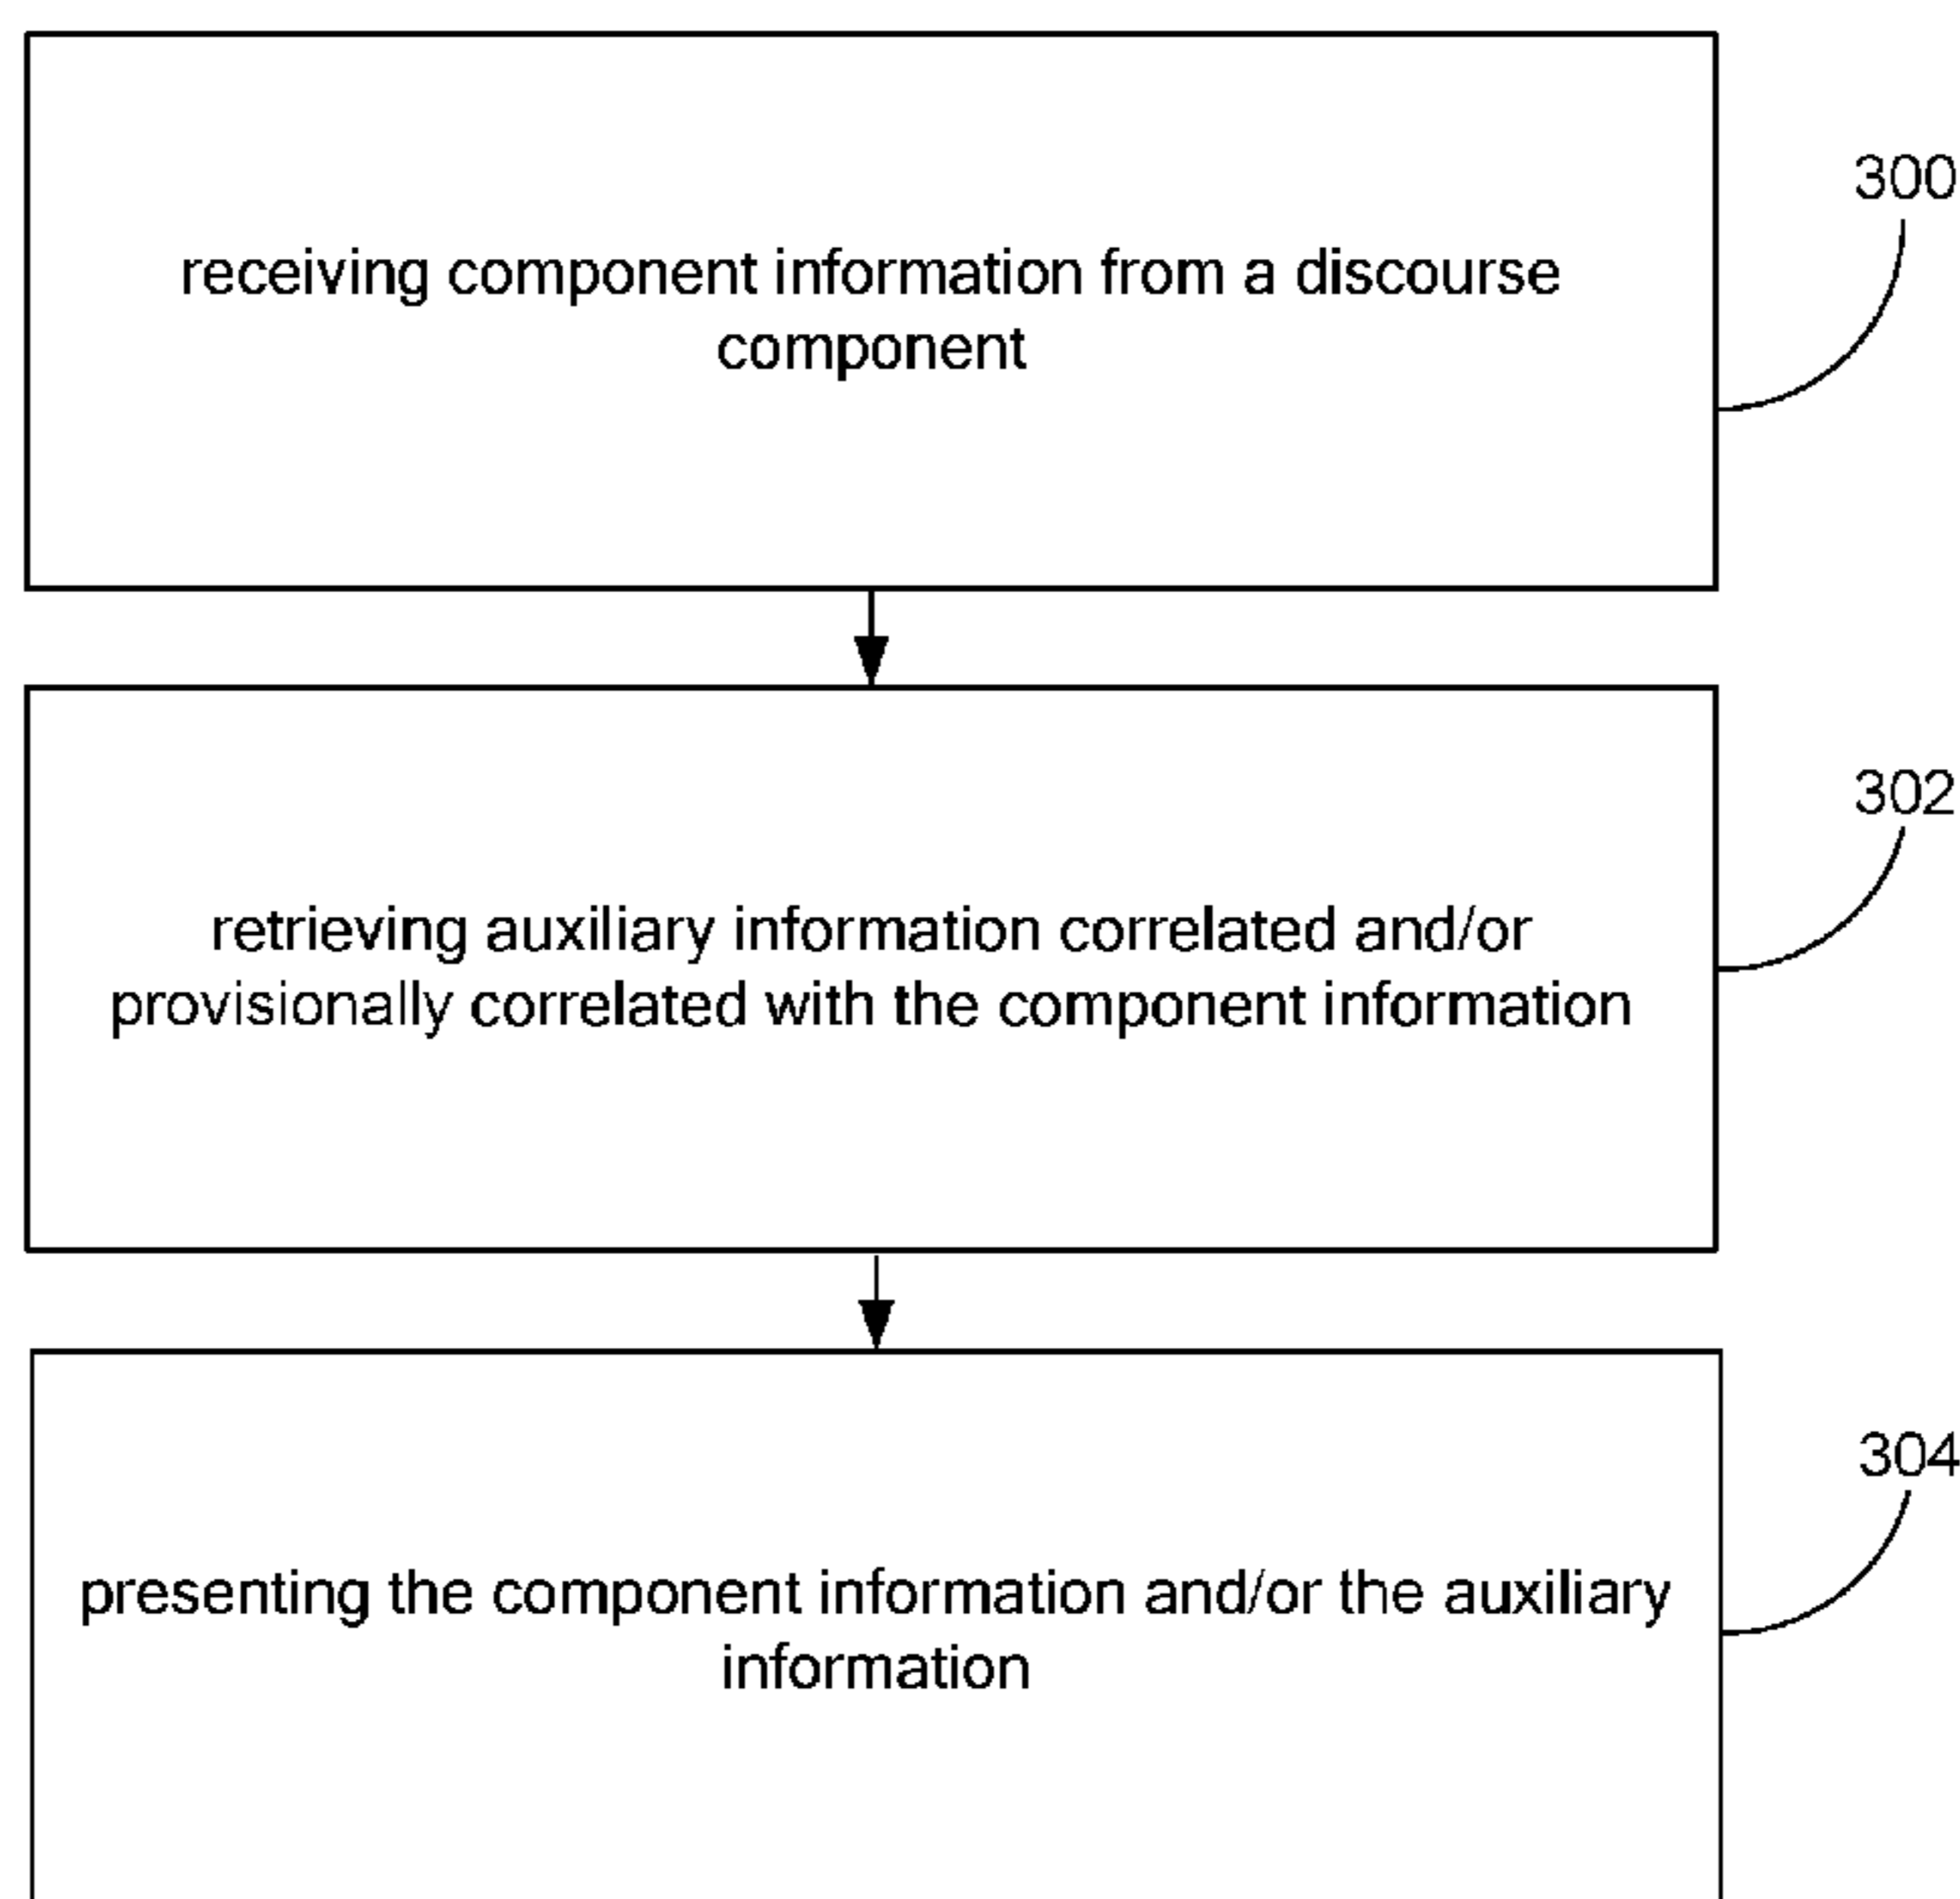 receiving component information from a discourse
component
300
retrieving auxiliary information correlated and/or
provisionally correlated with the component information
302
presenting the component information and/or the auxiliary
information
304